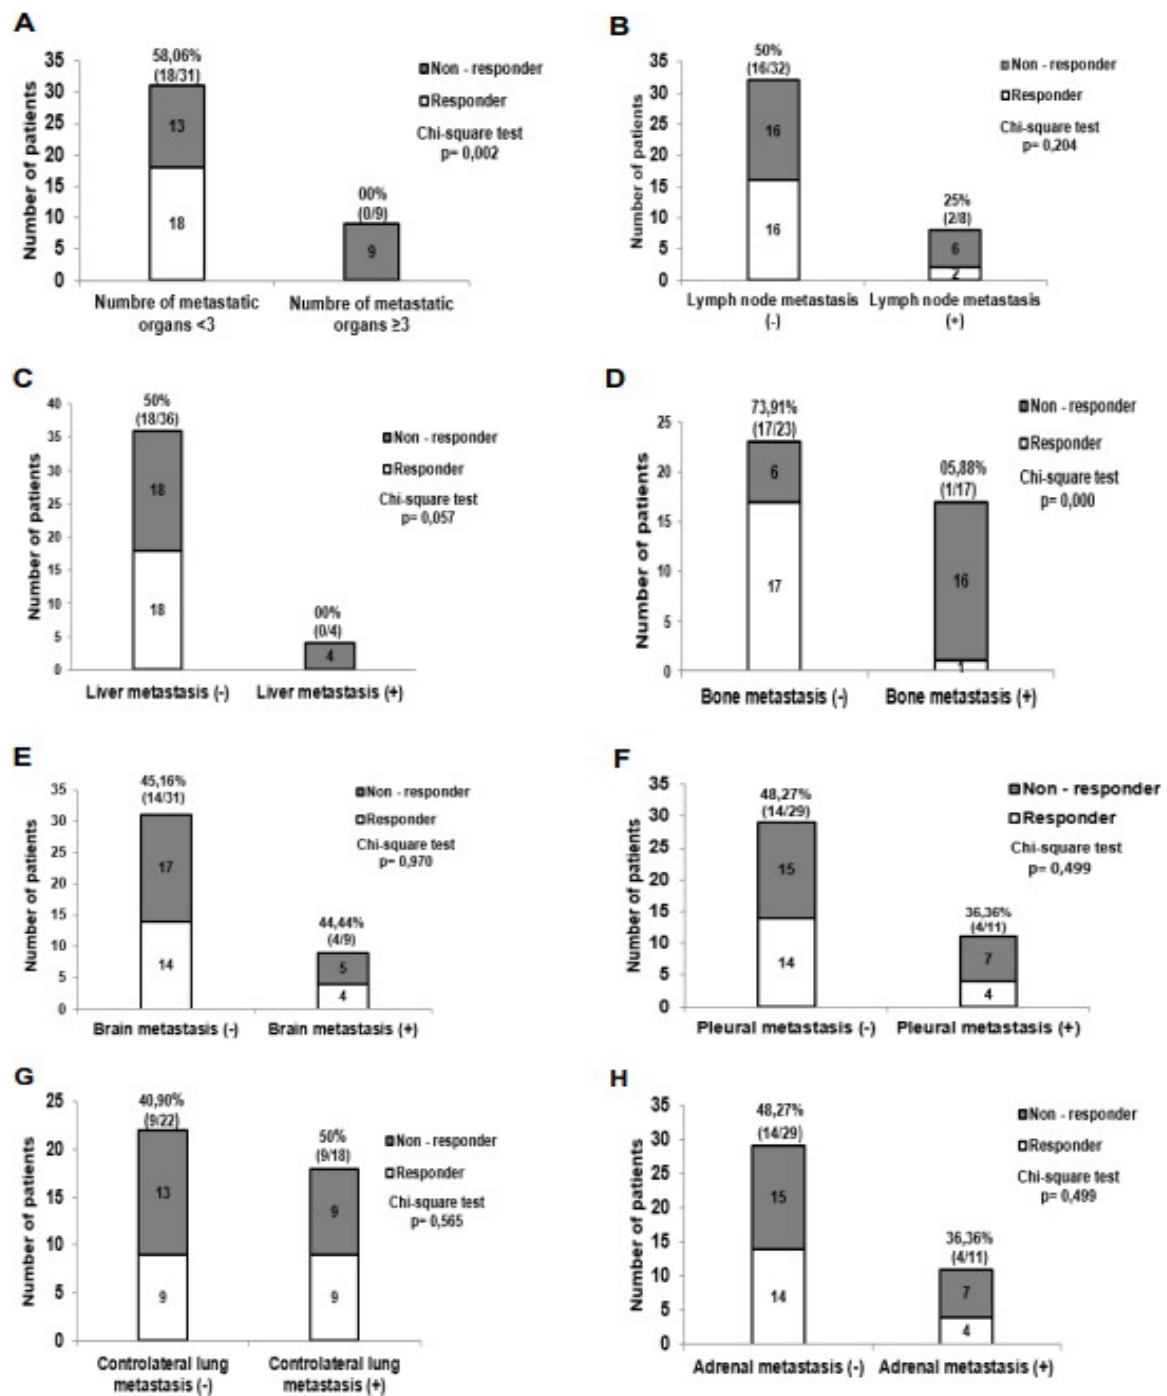 A
Number of patients
35
30
25
20
15
10
5
0
58,06%
(18/31)
13
18
00%
(0/9)
9
Non - responder
Responder
Chi-square test
p= 0,002
Numbre of metastatic
organs <3
Numbre of metastatic
organs ≥3
B
Number of patients
35
30
25
20
15
10
5
0
50%
(16/32)
16
16
25%
(2/8)
6
2
Non - responder
Responder
Chi-square test
p= 0,204
Lymph node metastasis
(-)
Lymph node metastasis
(+)
C
Number of patients
40
35
30
25
20
15
10
5
0
50%
(18/36)
18
18
00%
(0/4)
4
Non - responder
Responder
Chi-square test
p= 0,057
Liver metastasis (-)
Liver metastasis (+)
D
Number of patients
25
20
15
10
5
0
73,91%
(17/23)
6
17
05,88%
(1/17)
16
1
Non - responder
Responder
Chi-square test
p= 0,000
Bone metastasis (-)
Bone metastasis (+)
E
Number of patients
35
30
25
20
15
10
5
0
45,16%
(14/31)
17
14
44,44%
(4/9)
5
4
Non - responder
Responder
Chi-square test
p= 0,970
Brain metastasis (-)
Brain metastasis (+)
F
Number of patients
35
30
25
20
15
10
5
0
48,27%
(14/29)
15
14
36,36%
(4/11)
7
4
Non - responder
Responder
Chi-square test
p= 0,499
Pleural metastasis (-)
Pleural metastasis (+)
G
Number of patients
25
20
15
10
5
0
40,90%
(9/22)
13
9
50%
(9/18)
9
9
Non - responder
Responder
Chi-square test
p= 0,565
Controlateral lung
metastasis (-)
Controlateral lung
metastasis (+)
H
Number of patients
35
30
25
20
15
10
5
0
48,27%
(14/29)
15
14
36,36%
(4/11)
7
4
Non - responder
Responder
Chi-square test
p= 0,499
Adrenal metastasis (-)
Adrenal metastasis (+)